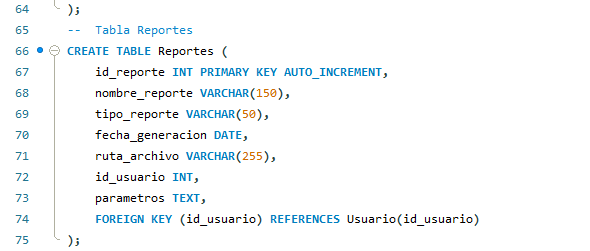 64 );
65 -- Tabla Reportes
66 CREATE TABLE Reportes (
67 id_reporte INT PRIMARY KEY AUTO_INCREMENT,
68 nombre_reporte VARCHAR(150),
69 tipo_reporte VARCHAR(50),
70 fecha_generacion DATE,
71 ruta_archivo VARCHAR(255),
72 id_usuario INT,
73 parametros TEXT,
74 FOREIGN KEY (id_usuario) REFERENCES Usuario(id_usuario)
75 );